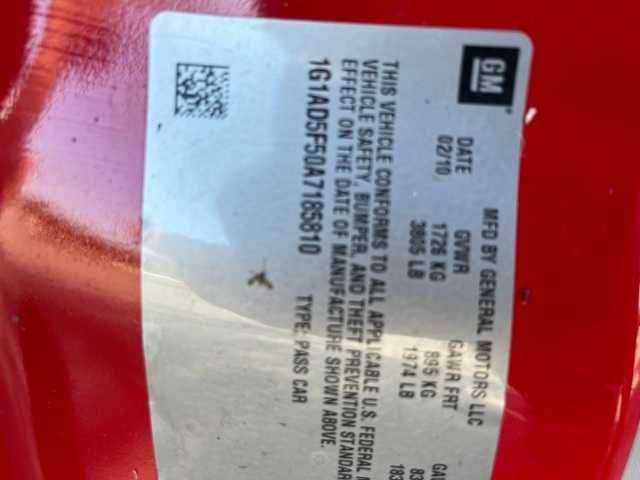 GM
MFD BY GENERAL MOTORS LLC
DATE GVWR GAWR FRT
02/10 1726 KG 895 KG
3805 LB 1974 LB
THIS VEHICLE CONFORMS TO ALL APPLICABLE U.S. FEDERAL
VEHICLE SAFETY, BUMPER, AND THEFT PREVENTION STANDAR
EFFECT ON THE DATE OF MANUFACTURE SHOWN ABOVE.
1G1AD5F50A7185810 TYPE: PASS CAR